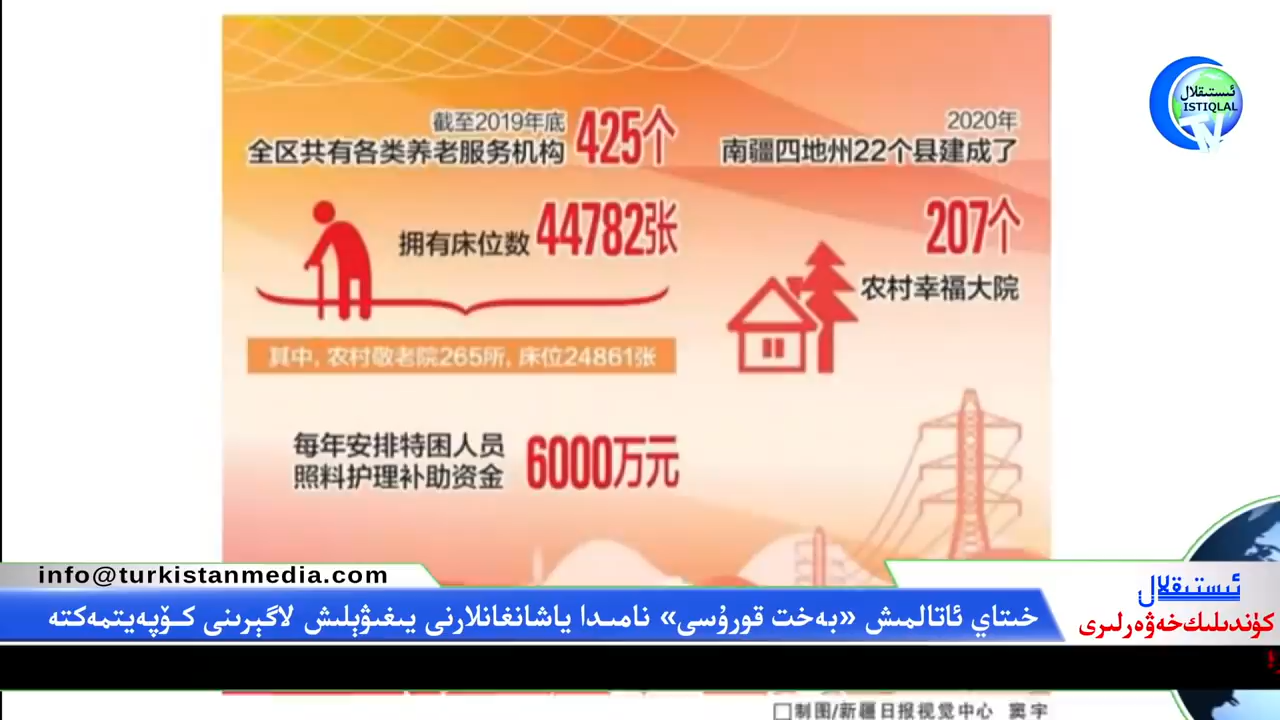 截至2019年底
全区共有各类养老服务机构 425个
拥有床位数 44782张
其中, 农村敬老院265所, 床位24861张
每年安排特困人员
照料护理补助资金 6000万元
2020年
南疆四地州22个县建成了
207个
农村幸福大院
ئىستىقلال
ISTIQLAL
TV
info@turkistanmedia.com
خىتاي ئاتالمىش «بەخت قورۇسى» نامىدا ياشانغانلارنى يىغىۋېلىش لاگېرىنى كۆپەيتمەكتە
ئىستىقلال
كۈندىلىك خەۋەرلىرى
□制图/新疆日报视觉中心 窦宇